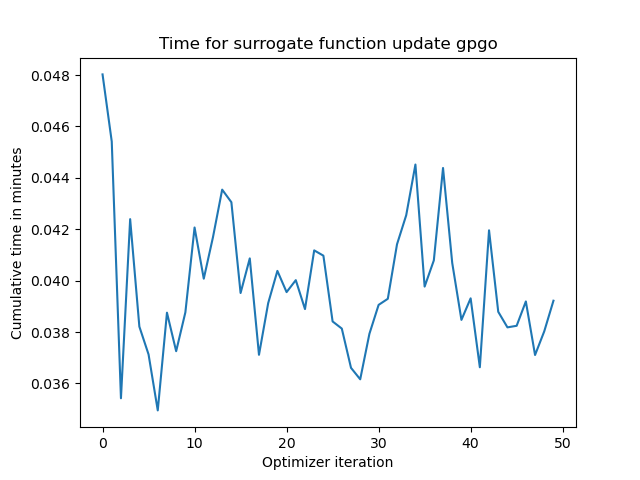 Time for surrogate function update gpgo
0.048
0.046
0.044
0.042
0.040
0.038
0.036
Cumulative time in minutes
0 10 20 30 40 50
Optimizer iteration